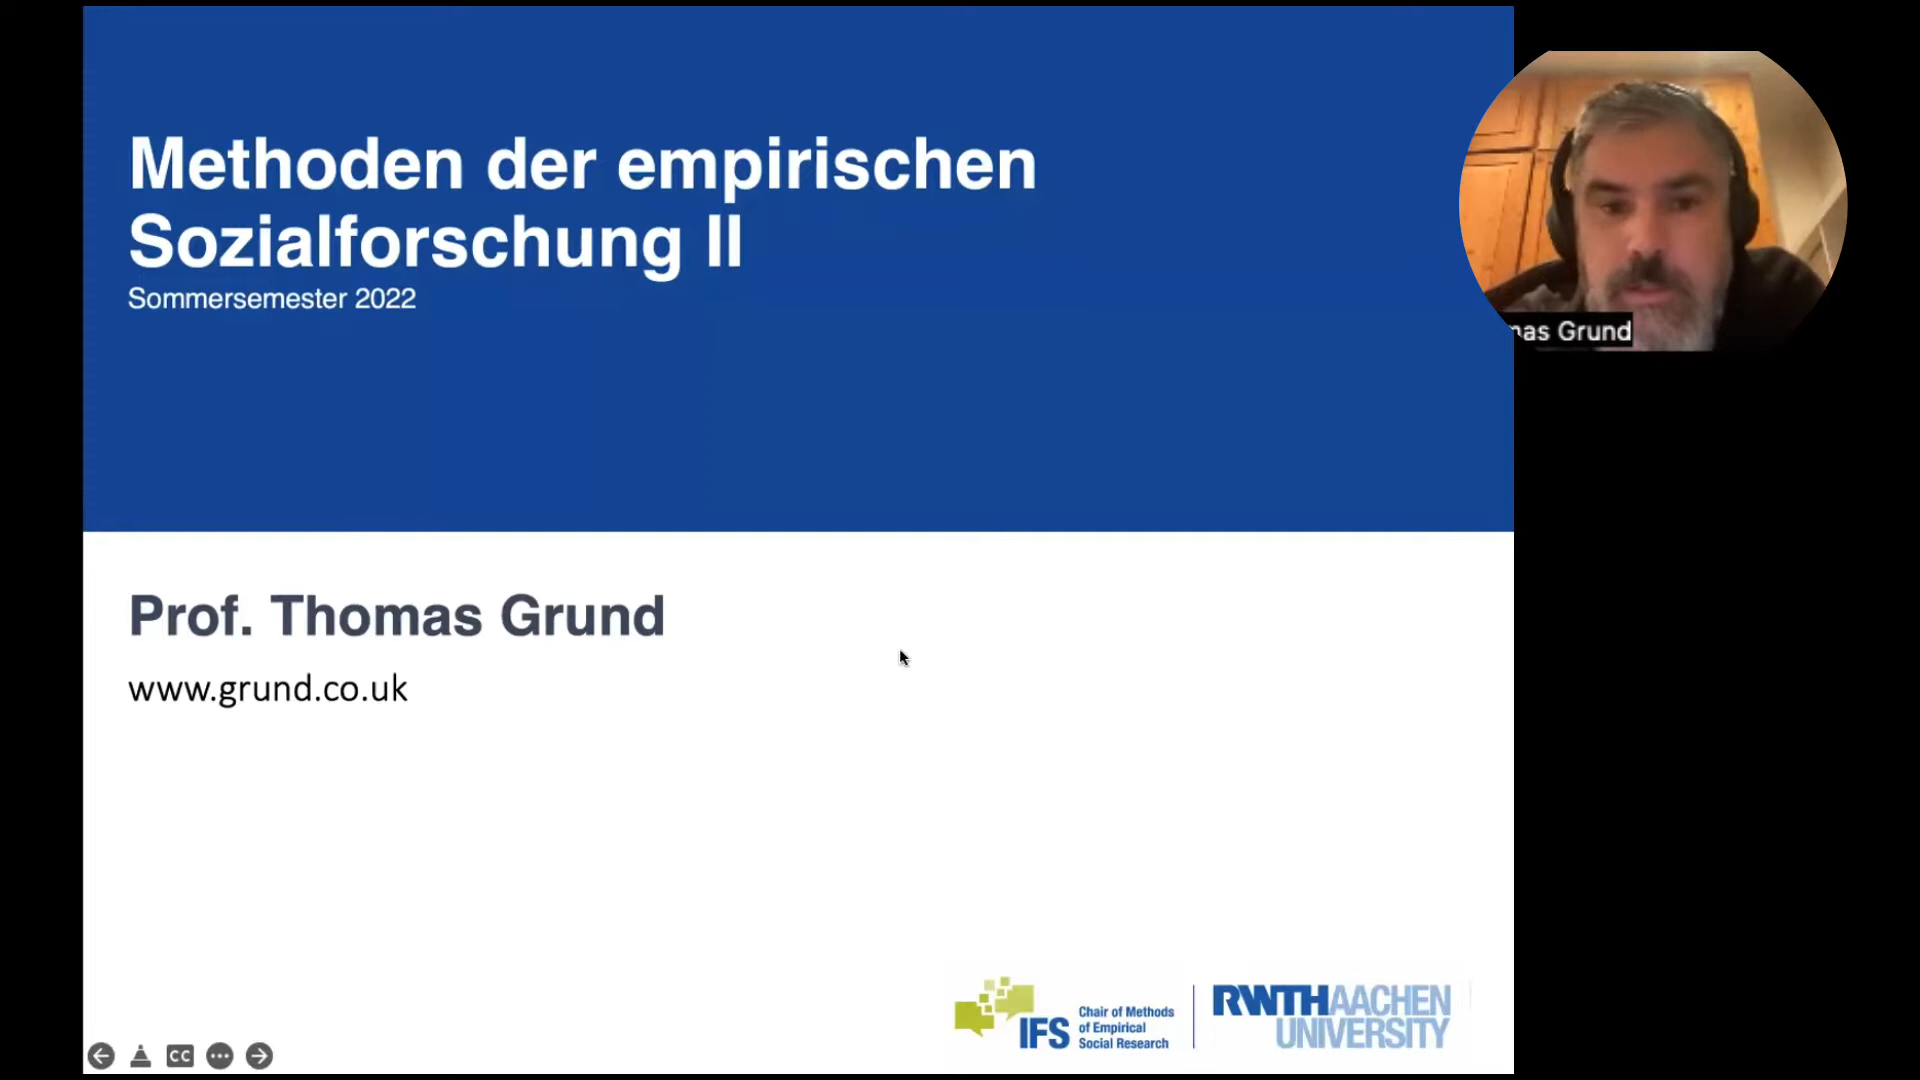 Methoden der empirischen
Sozialforschung II
Sommersemester 2022
mas Grund
Prof. Thomas Grund
www.grund.co.uk
IFS
Chair of Methods
of Empirical
Social Research
RWTHAACHEN
UNIVERSITY
CC